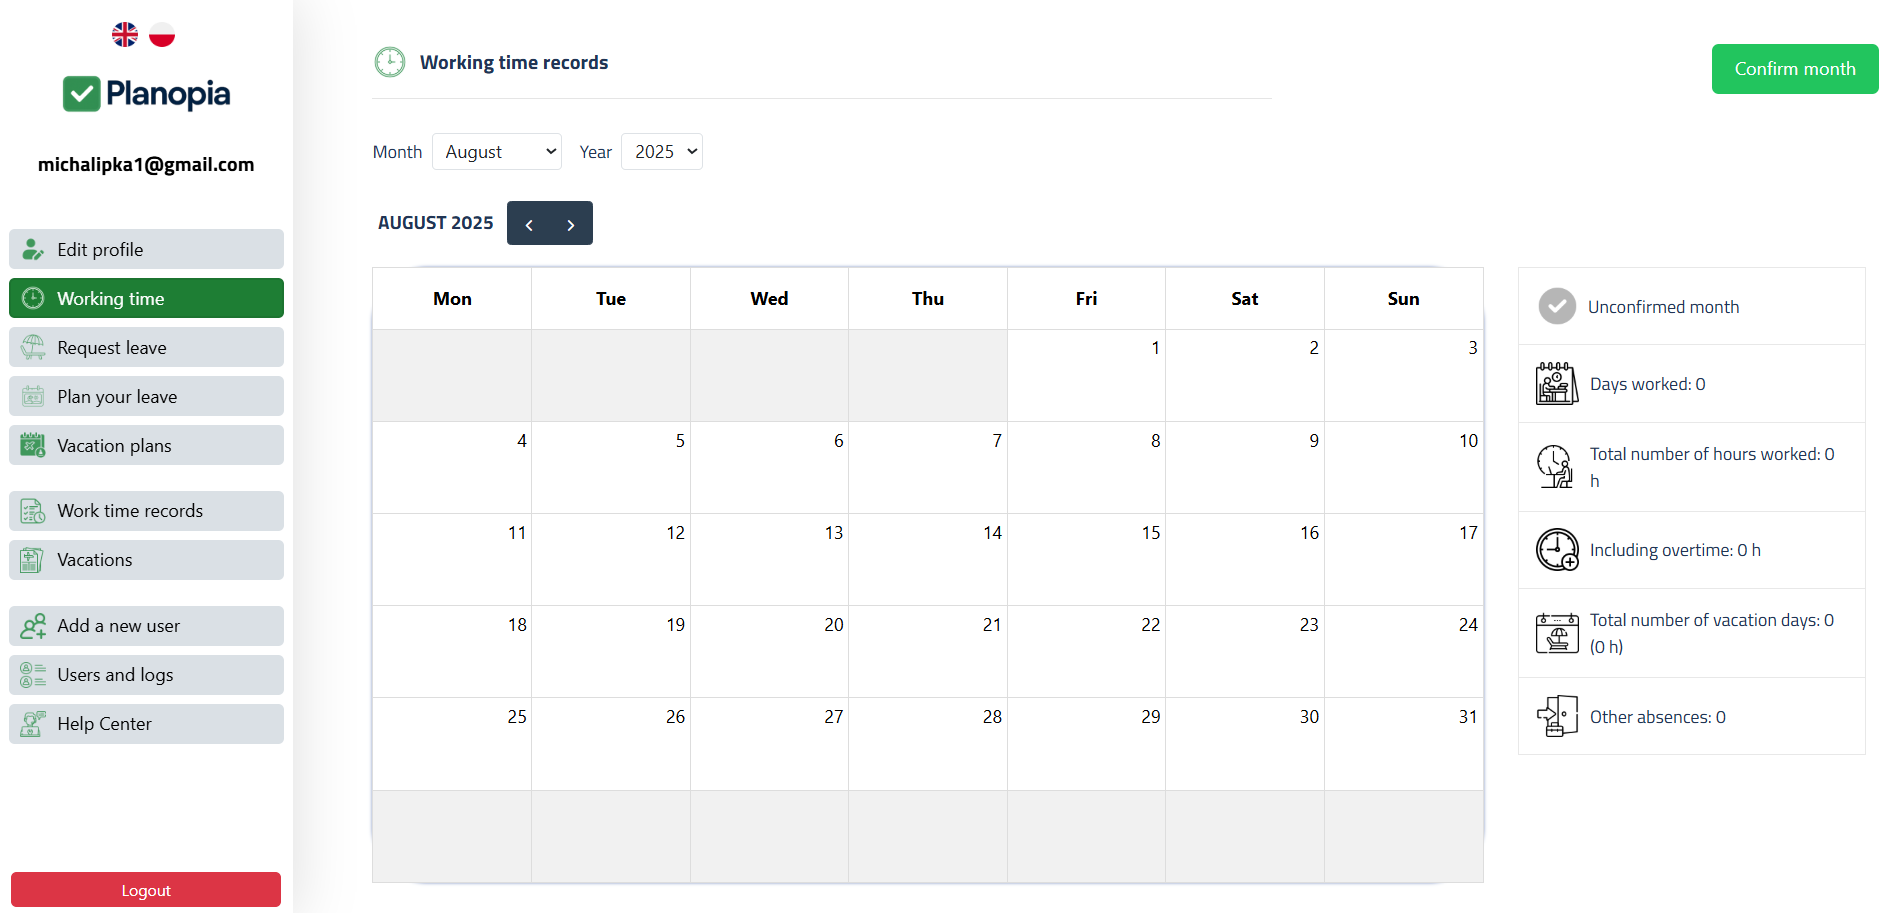 Planopia
michalipka1@gmail.com
Edit profile
Working time
Request leave
Plan your leave
Vacation plans
Work time records
Vacations
Add a new user
Users and logs
Help Center
Logout
Working time records
Confirm month
Month August Year 2025
AUGUST 2025
Mon Tue Wed Thu Fri Sat Sun
1 2 3
4 5 6 7 8 9 10
11 12 13 14 15 16 17
18 19 20 21 22 23 24
25 26 27 28 29 30 31
Unconfirmed month
Days worked: 0
Total number of hours worked: 0
h
Including overtime: 0 h
Total number of vacation days: 0
(0 h)
Other absences: 0